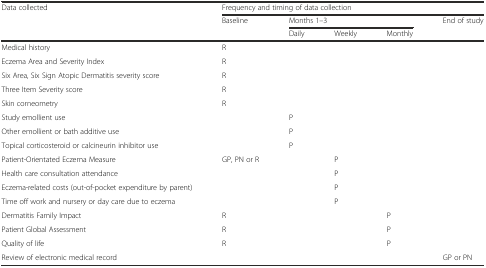 Data collected Frequency and timing of data collection
Baseline Months 1–3 End of study
Daily Weekly Monthly
Medical history R
Eczema Area and Severity Index R
Six Area, Six Sign Atopic Dermatitis severity score R
Three Item Severity score R
Skin corneometry R
Study emollient use P
Other emollient or bath additive use P
Topical corticosteroid or calcineurin inhibitor use P
Patient-Orientated Eczema Measure GP, PN or R P
Health care consultation attendance P
Eczema-related costs (out-of-pocket expenditure by parent) P
Time off work and nursery or day care due to eczema P
Dermatitis Family Impact R P
Patient Global Assessment R P
Quality of life R P
Review of electronic medical record GP or PN